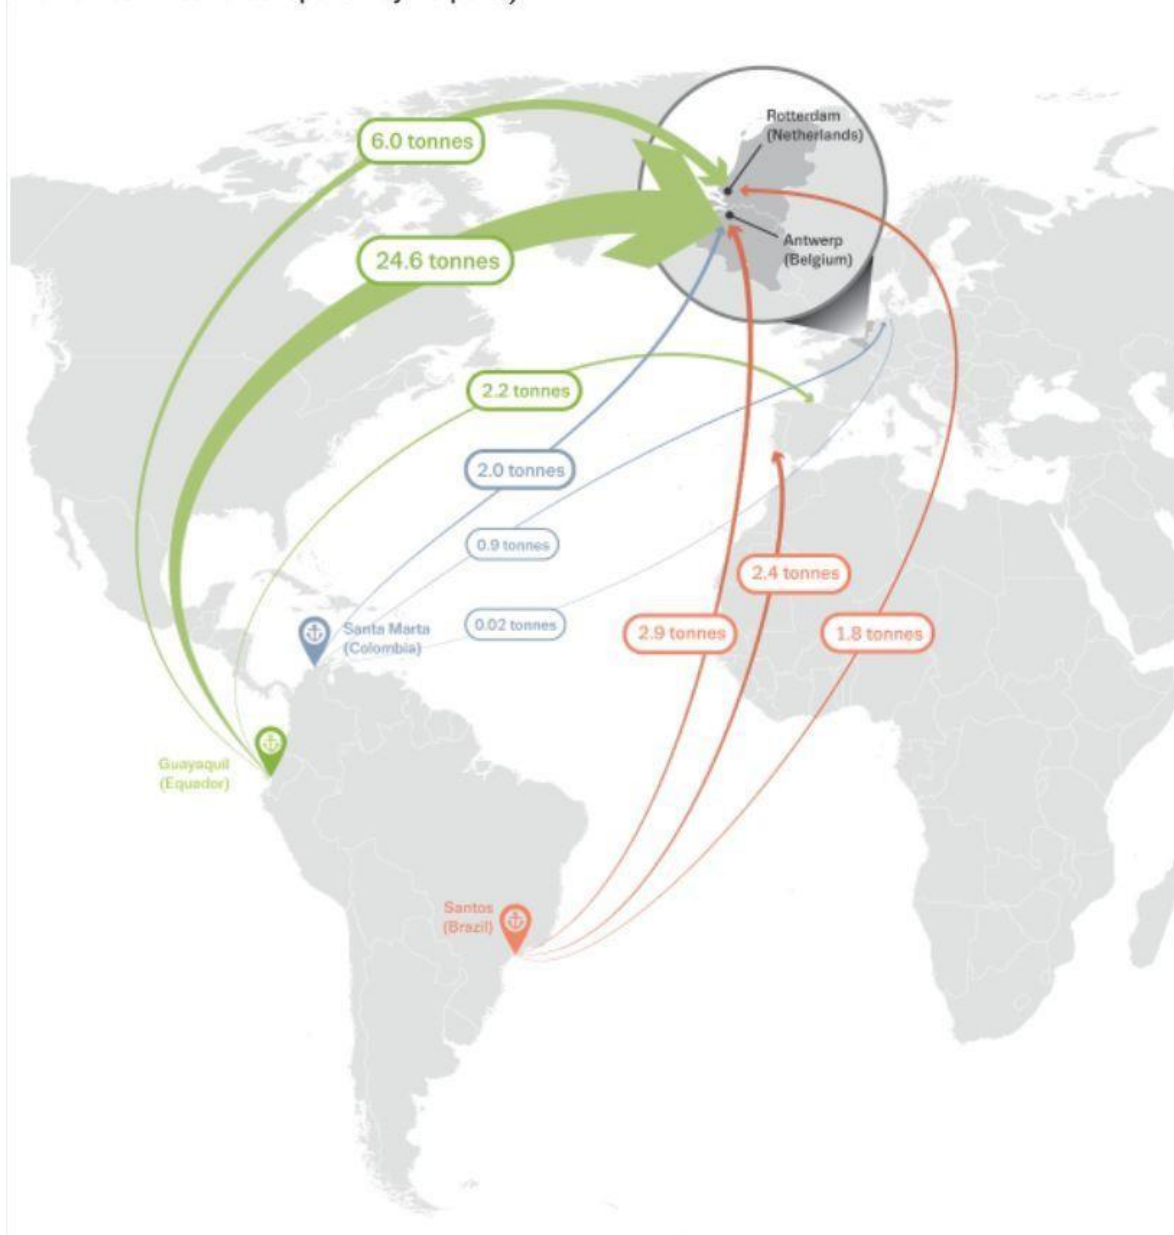 Rotterdam
(Netherlands)
6.0 tonnes
Antwerp
(Belgium)
24.6 tonnes
2.2 tonnes
2.0 tonnes
0.9 tonnes
2.4 tonnes
0.02 tonnes
2.9 tonnes
1.8 tonnes
Santa Marta
(Colombia)
Guayaquil
(Equador)
Santos
(Brazil)